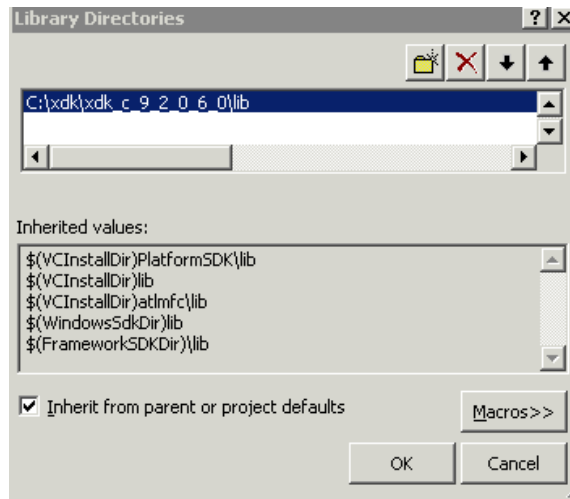 Library Directories
C:\xdk\xdk_c_9_2_0_6_0\lib
Inherited values:
$(VCInstallDir)PlatformSDK\lib
$(VCInstallDir)lib
$(VCInstallDir)atlmfc\lib
$(WindowsSdkDir)lib
$(FrameworkSDKDir)\lib
Inherit from parent or project defaults
Macros>>
OK
Cancel